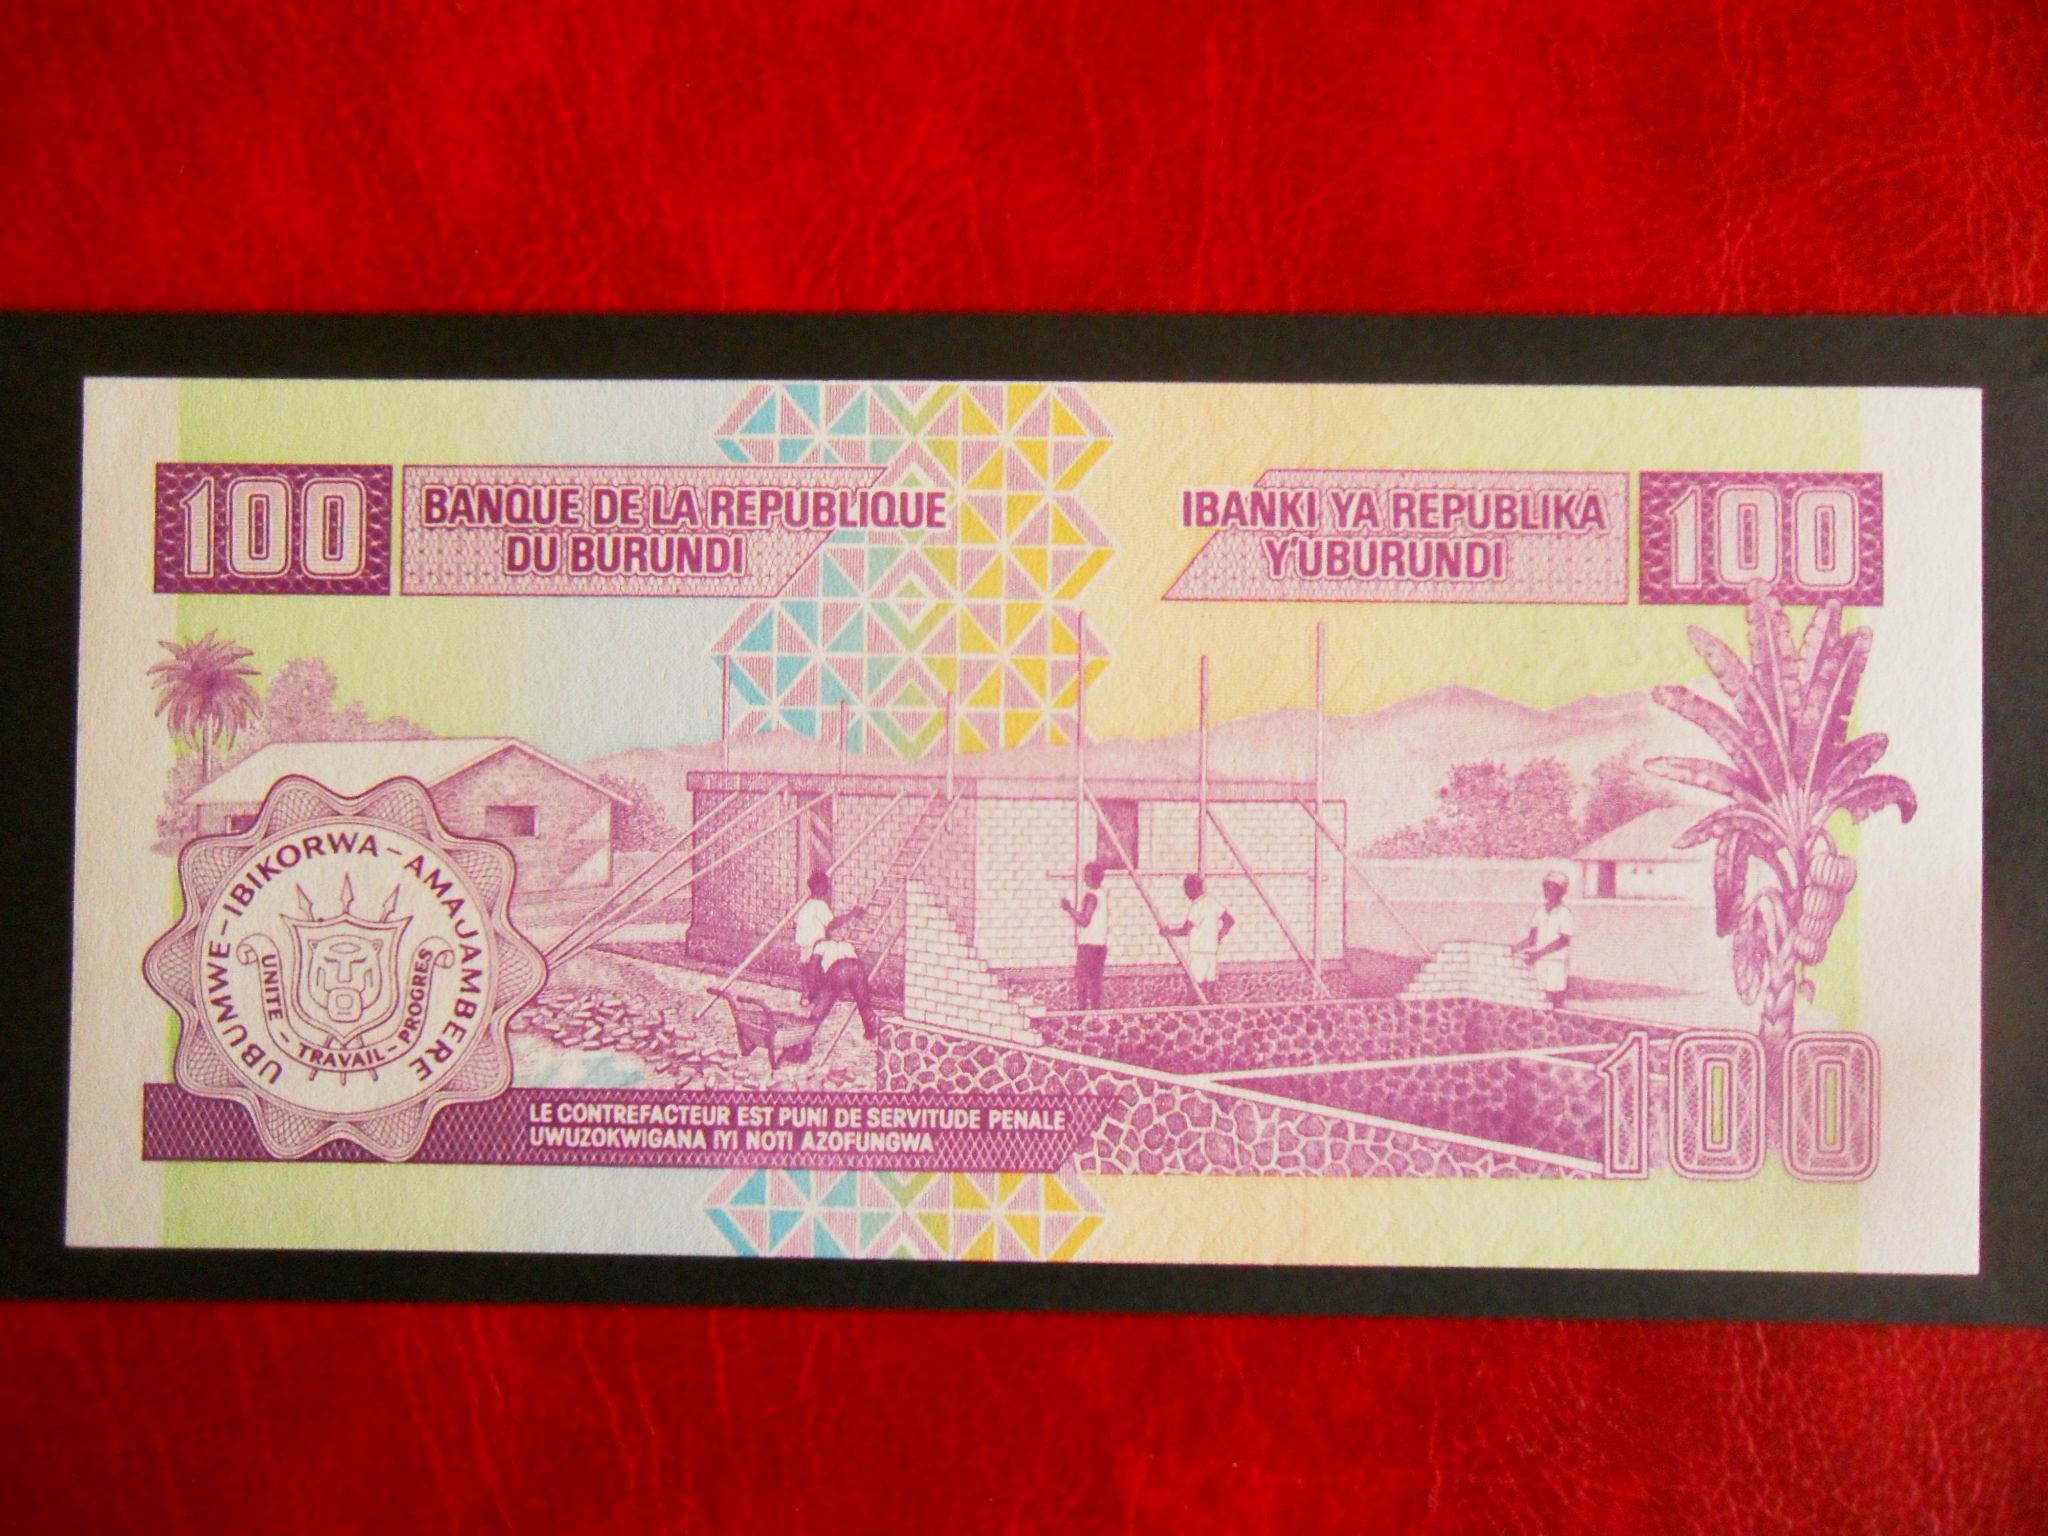 100
BANQUE DE LA REPUBLIQUE
DU BURUNDI
IBANKI YA REPUBLIKA
Y'UBURUNDI
100
UBUMWE-IBIKORWA-AMAJAMBERE
UNITE - TRAVAIL - PROGRES
LE CONTREFACTEUR EST PUNI DE SERVITUDE PENALE
UWUZOKWIGANA IYI NOTI AZOFUNGWA
100